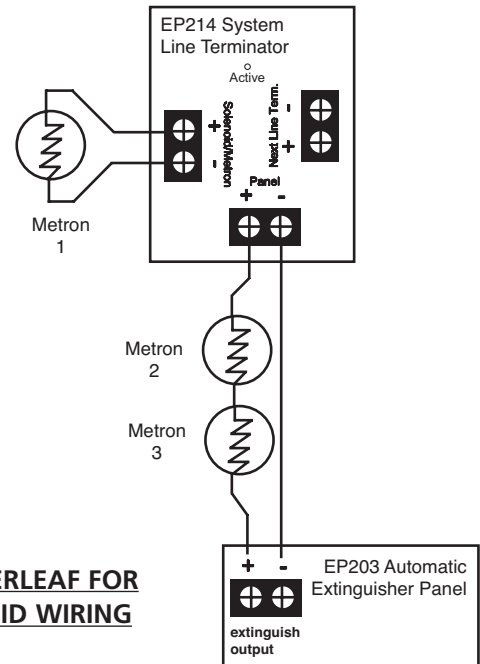 EP214 System
Line Terminator
Active
+
-
Solenoid/Metron
Next Line Term.
-
+
Panel
+ -
Metron
1
Metron
2
Metron
3
+ -
EP203 Automatic
Extinguisher Panel
extinguish
output
ERLEAF FOR
ID WIRING